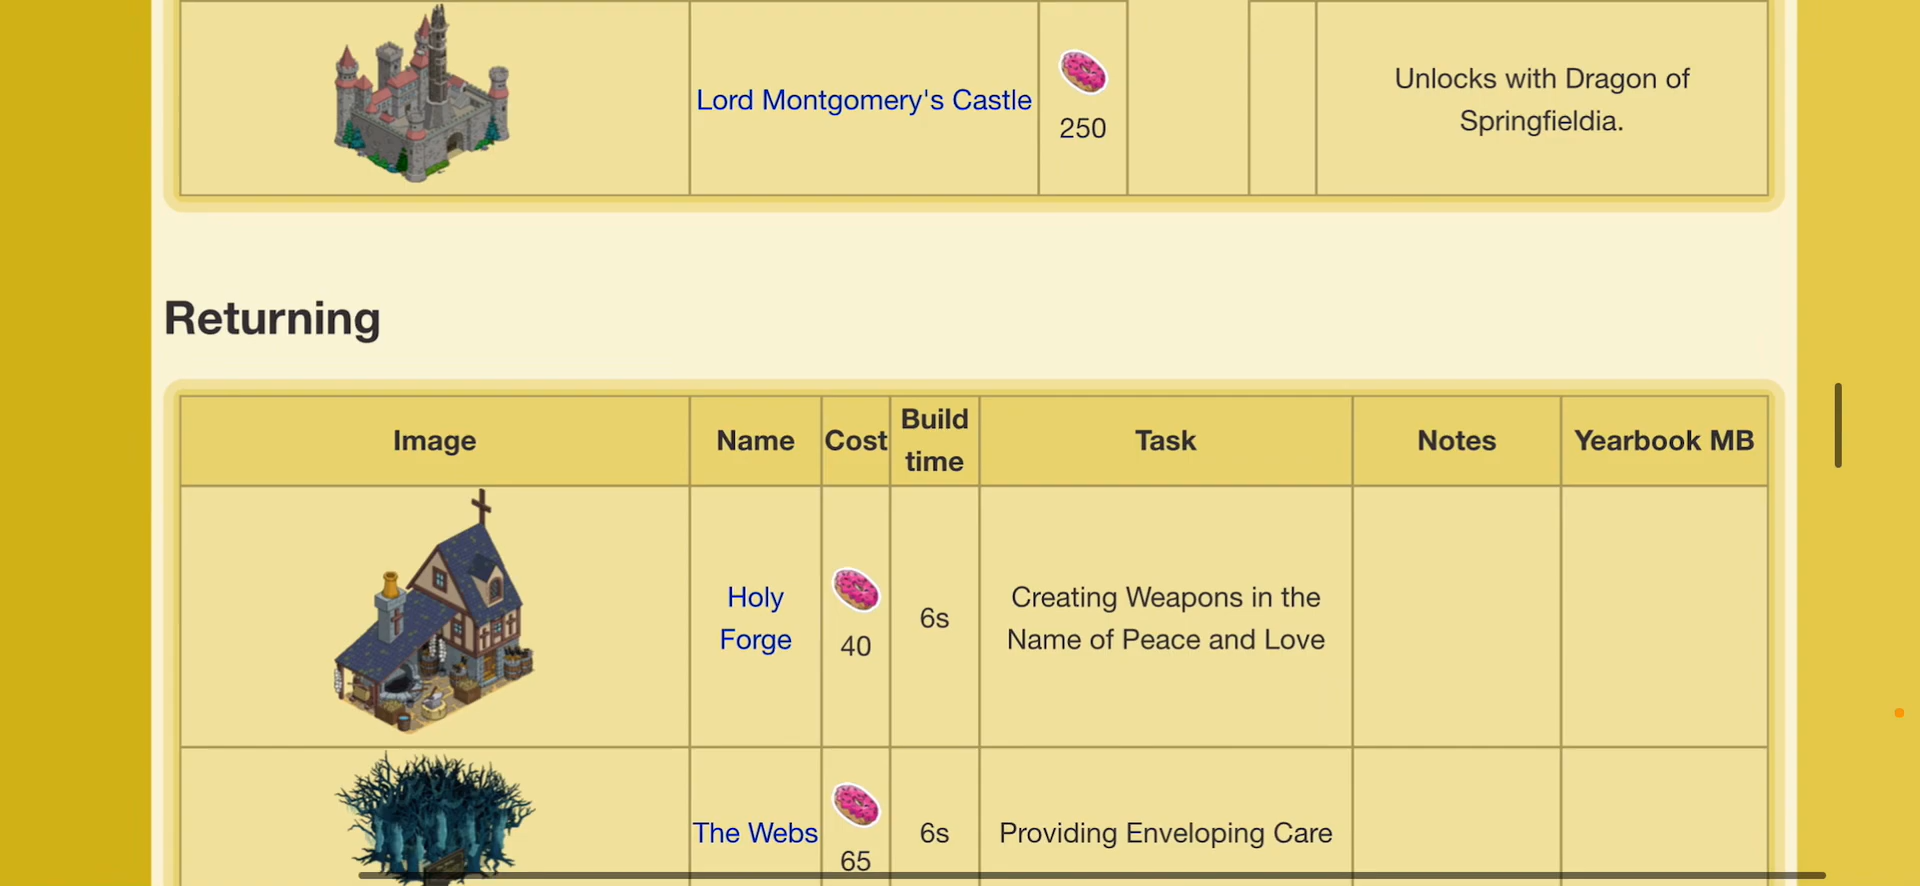 Lord Montgomery's Castle
250
Unlocks with Dragon of
Springfieldia.
Returning
Image
Name
Cost
Build
time
Task
Notes
Yearbook MB
Holy
Forge
40
6s
Creating Weapons in the
Name of Peace and Love
The Webs
65
6s
Providing Enveloping Care